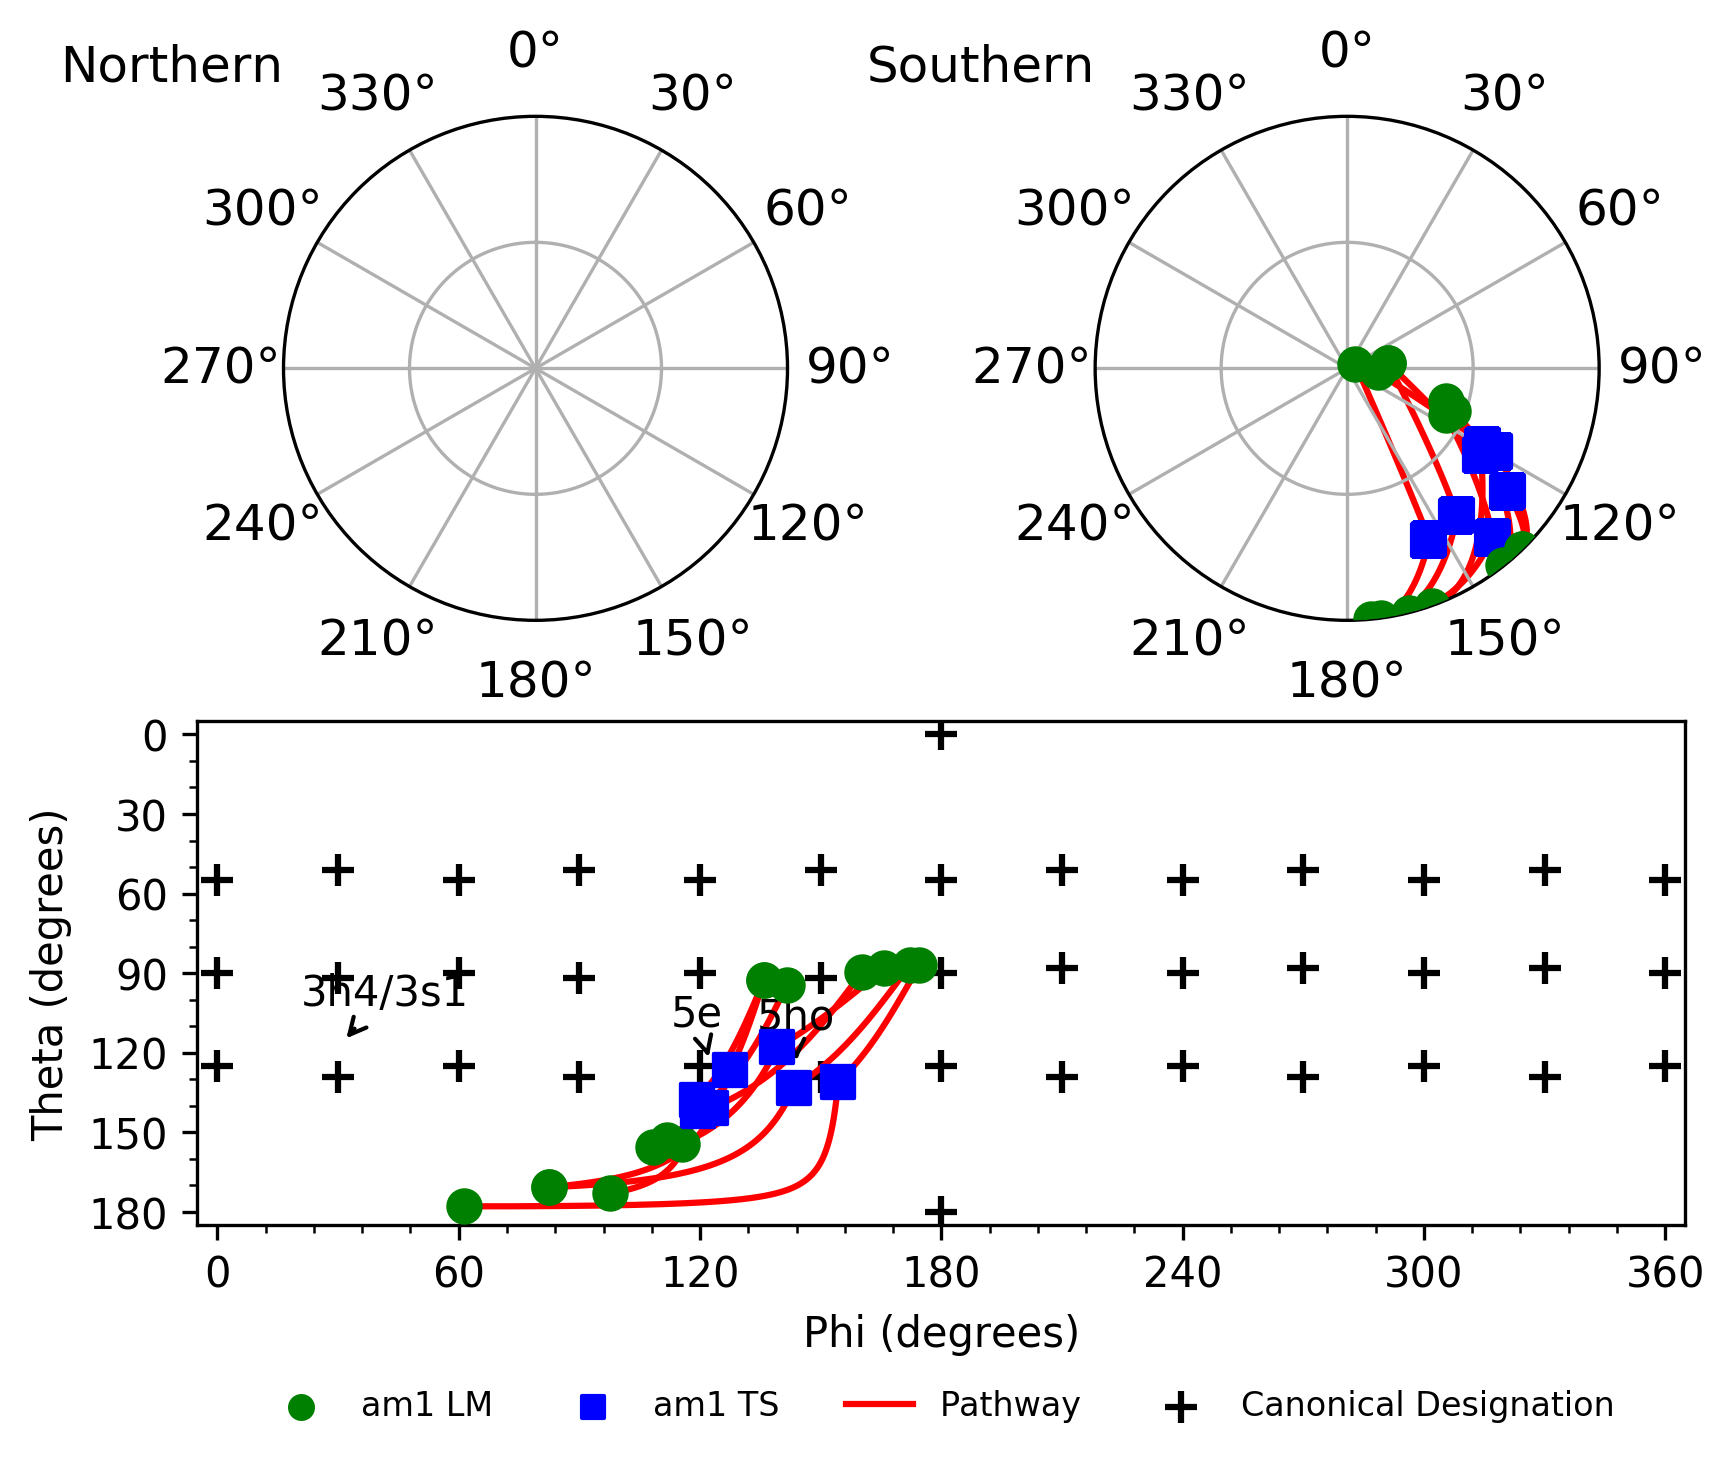 Northern
0°
330° 30°
300° 60°
270° 90°
240° 120°
210° 150°
180°
Southern
0°
330° 30°
300° 60°
270° 90°
240° 120°
210° 150°
180°
Theta (degrees)
0
30
60
90
120
150
180
3h4/3s1
5e
5ho
0 60 120 180 240 300 360
Phi (degrees)
am1 LM am1 TS Pathway Canonical Designation